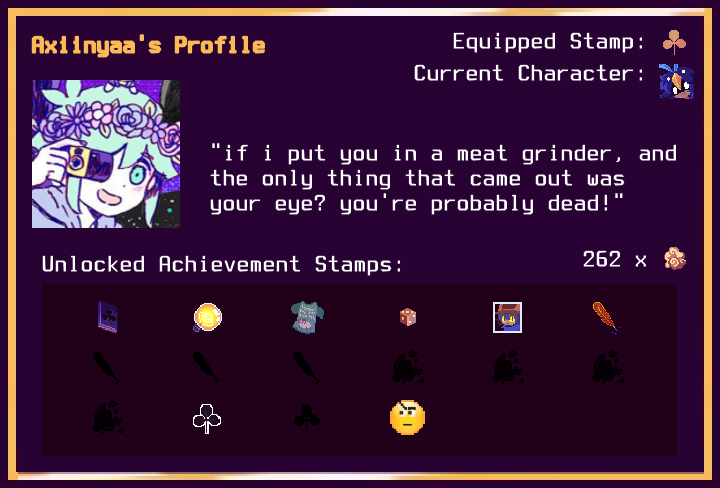 Axiinyaa's Profile
Equipped Stamp:
Current Character:
"if i put you in a meat grinder, and
the only thing that came out was
your eye? you're probably dead!"
Unlocked Achievement Stamps:
262 x